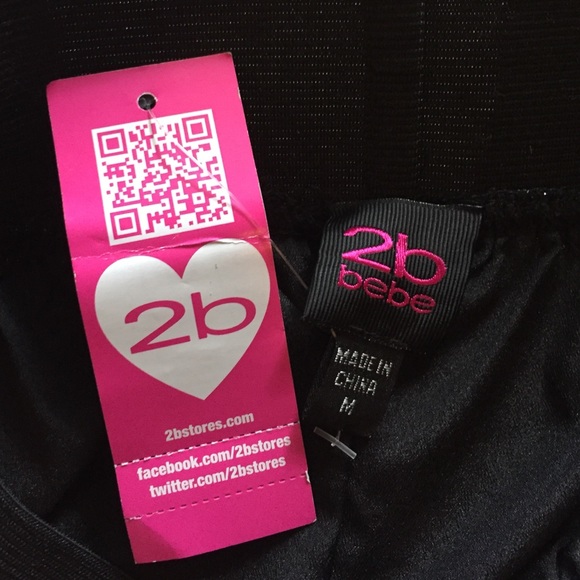 2b
2bstores.com
facebook.com/2bstores
twitter.com/2bstores
2b
bebe
MADE IN
CHINA
M